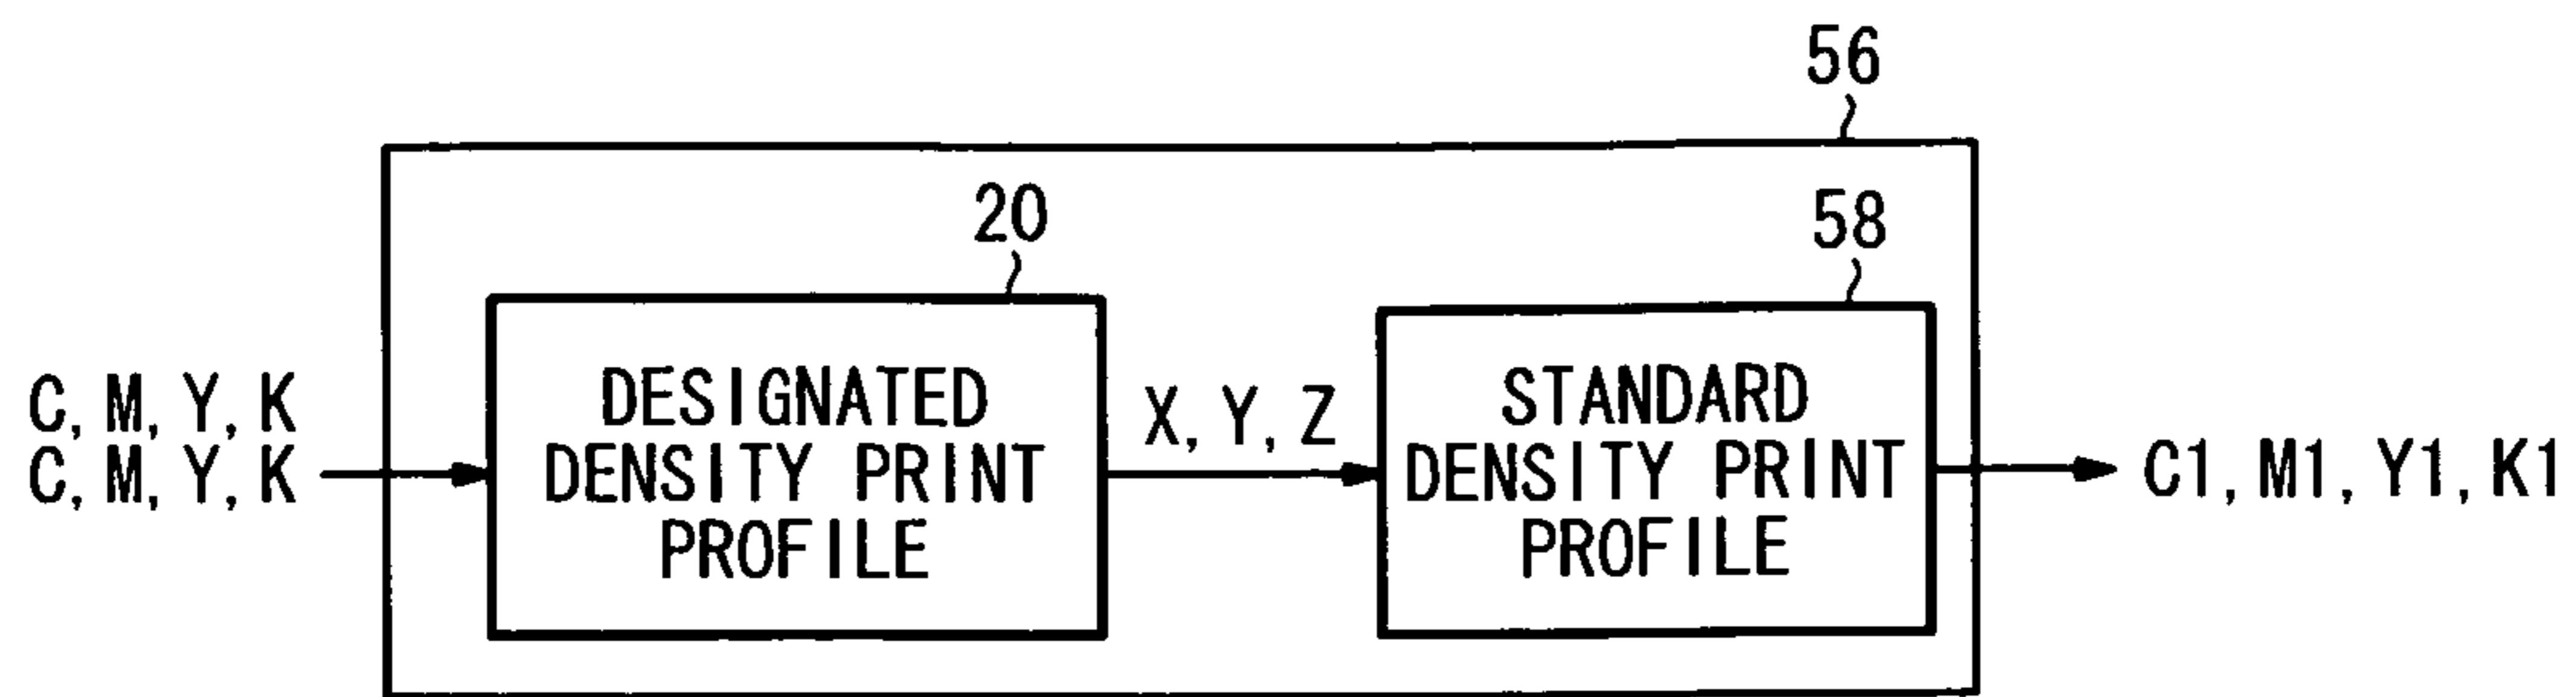 56
20
58
C, M, Y, K
C, M, Y, K
DESIGNATED
DENSITY PRINT
PROFILE
X, Y, Z
STANDARD
DENSITY PRINT
PROFILE
C1, M1, Y1, K1